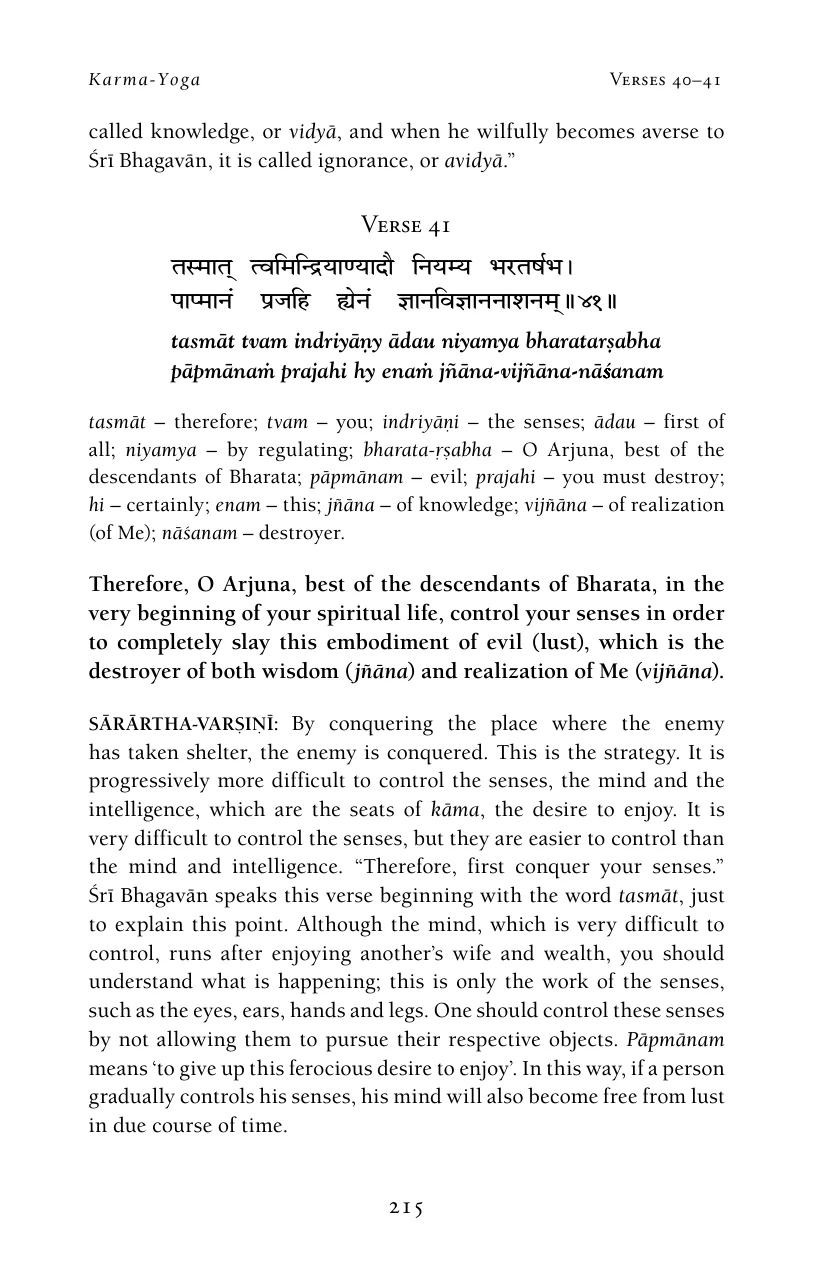 Karma-Yoga Verses 40–41
called knowledge, or vidyā, and when he wilfully becomes averse to
Śrī Bhagavān, it is called ignorance, or avidyā.”
Verse 41
तस्मात् त्वमिन्द्रियाण्यादौ नियम्य भरतर्षभ।
पाप्मानं प्रजहि ह्येनं ज्ञानविज्ञाननाशनम्॥४१॥
tasmāt tvam indriyāṇy ādau niyamya bharatarṣabha
pāpmānaṁ prajahi hy enaṁ jñāna-vijñāna-nāśanam
tasmāt – therefore; tvam – you; indriyāṇi – the senses; ādau – first of
all; niyamya – by regulating; bharata-ṛṣabha – O Arjuna, best of the
descendants of Bharata; pāpmānam – evil; prajahi – you must destroy;
hi – certainly; enam – this; jñāna – of knowledge; vijñāna – of realization
(of Me); nāśanam – destroyer.
Therefore, O Arjuna, best of the descendants of Bharata, in the
very beginning of your spiritual life, control your senses in order
to completely slay this embodiment of evil (lust), which is the
destroyer of both wisdom (jñāna) and realization of Me (vijñāna).
SĀRĀRTHA-VARṢIṆĪ: By conquering the place where the enemy
has taken shelter, the enemy is conquered. This is the strategy. It is
progressively more difficult to control the senses, the mind and the
intelligence, which are the seats of kāma, the desire to enjoy. It is
very difficult to control the senses, but they are easier to control than
the mind and intelligence. “Therefore, first conquer your senses.”
Śrī Bhagavān speaks this verse beginning with the word tasmāt, just
to explain this point. Although the mind, which is very difficult to
control, runs after enjoying another’s wife and wealth, you should
understand what is happening; this is only the work of the senses,
such as the eyes, ears, hands and legs. One should control these senses
by not allowing them to pursue their respective objects. Pāpmānam
means ‘to give up this ferocious desire to enjoy’. In this way, if a person
gradually controls his senses, his mind will also become free from lust
in due course of time.
215